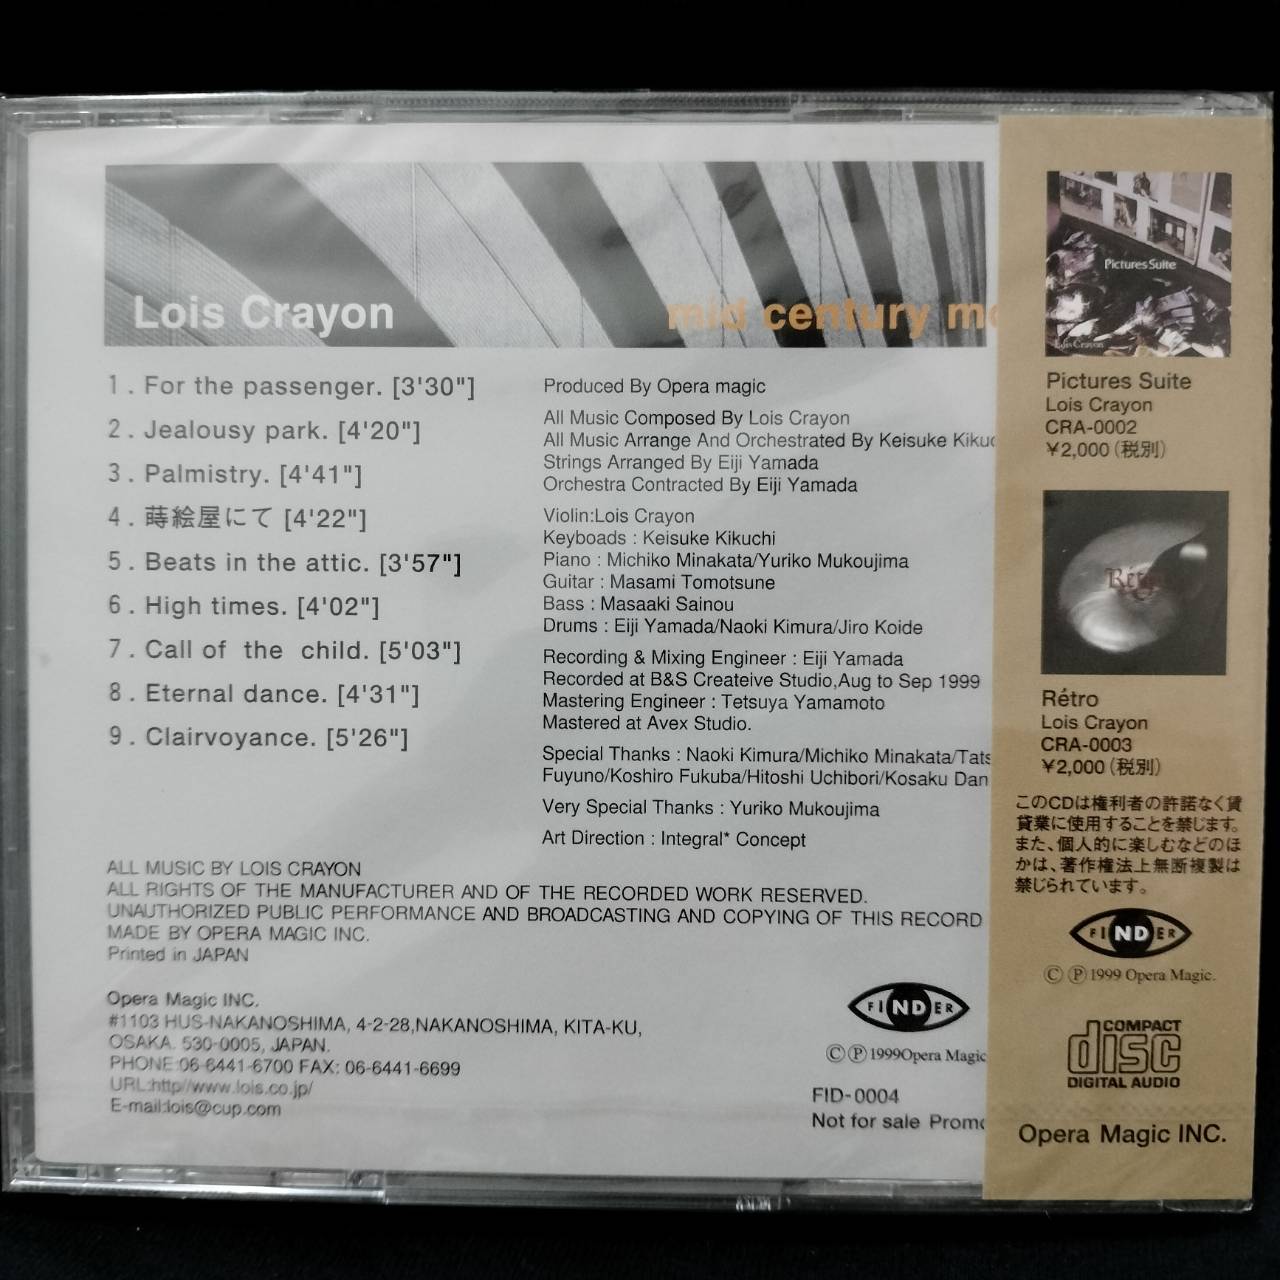 Lois Crayon
mid century mo
1. For the passenger. [3'30"]
2. Jealousy park. [4'20"]
3. Palmistry. [4'41"]
4. 蒔絵屋にて [4'22"]
5. Beats in the attic. [3'57"]
6. High times. [4'02"]
7. Call of the child. [5'03"]
8. Eternal dance. [4'31"]
9. Clairvoyance. [5'26"]
Produced By Opera magic
All Music Composed By Lois Crayon
All Music Arrange And Orchestrated By Keisuke Kikuc
Strings Arranged By Eiji Yamada
Orchestra Contracted By Eiji Yamada
Violin:Lois Crayon
Keyboads : Keisuke Kikuchi
Piano : Michiko Minakata/Yuriko Mukoujima
Guitar : Masami Tomotsune
Bass : Masaaki Sainou
Drums : Eiji Yamada/Naoki Kimura/Jiro Koide
Recording & Mixing Engineer : Eiji Yamada
Recorded at B&S Createive Studio,Aug to Sep 1999
Mastering Engineer : Tetsuya Yamamoto
Mastered at Avex Studio.
Special Thanks : Naoki Kimura/Michiko Minakata/Tats
Fuyuno/Koshiro Fukuba/Hitoshi Uchibori/Kosaku Dan
Very Special Thanks : Yuriko Mukoujima
Art Direction : Integral* Concept
ALL MUSIC BY LOIS CRAYON
ALL RIGHTS OF THE MANUFACTURER AND OF THE RECORDED WORK RESERVED.
UNAUTHORIZED PUBLIC PERFORMANCE AND BROADCASTING AND COPYING OF THIS RECORD
MADE BY OPERA MAGIC INC.
Printed in JAPAN
Opera Magic INC.
#1103 HUS-NAKANOSHIMA, 4-2-28,NAKANOSHIMA, KITA-KU,
OSAKA. 530-0005, JAPAN.
PHONE:06-6441-6700 FAX: 06-6441-6699
URL:http//www.lois.co.jp/
E-mail:lois@cup.com
FINDER
©Ⓟ1999Opera Magic
FID-0004
Not for sale Promo
Pictures Suite
Lois Crayon
Pictures Suite
Lois Crayon
CRA-0002
¥2,000(税別)
Rétro
Rétro
Lois Crayon
CRA-0003
¥2,000(税別)
このCDは権利者の許諾なく賃
貸業に使用することを禁じます。
また、個人的に楽しむなどのほ
かは、著作権法上無断複製は
禁じられています。
FINDER
©Ⓟ1999 Opera Magic.
COMPACT
disc
DIGITAL AUDIO
Opera Magic INC.